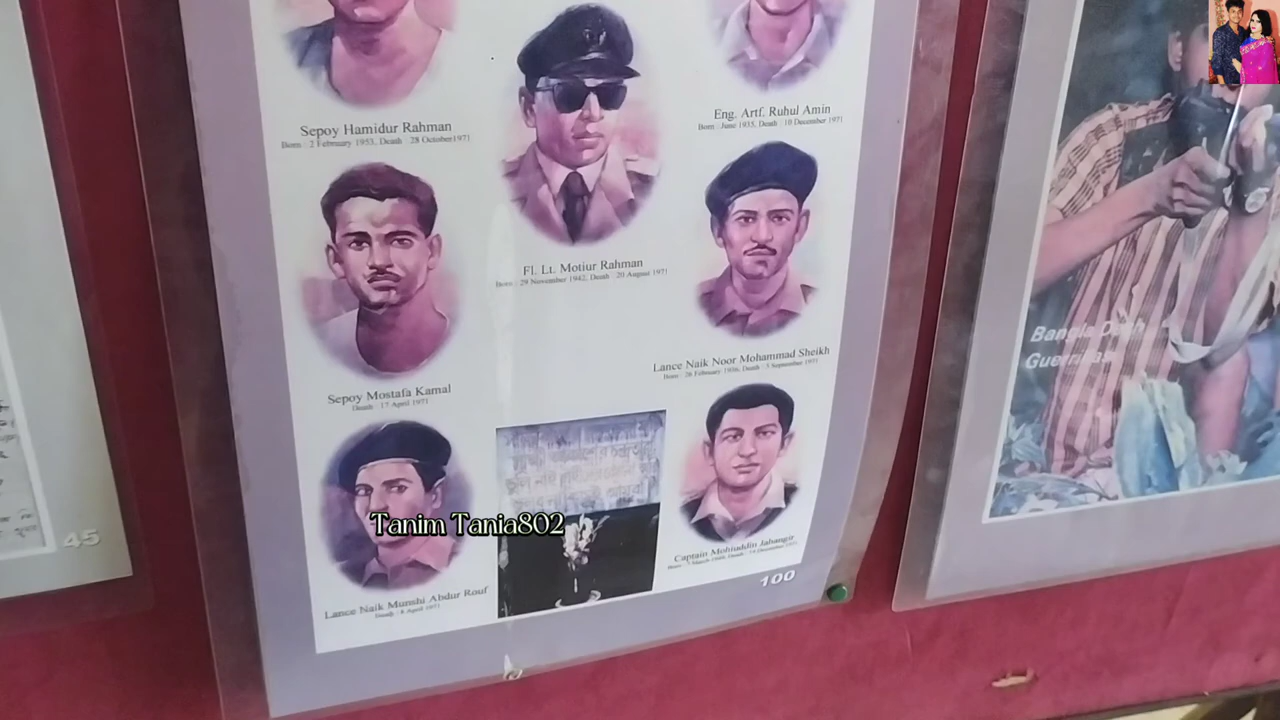 Sepoy Hamidur Rahman
Born : 2 February 1953, Death : 28 October1971
Eng. Artf. Ruhul Amin
Born : June 1935, Death : 10 December 1971
Fl. Lt. Motiur Rahman
Born : 29 November 1942, Death : 20 August 1971
Lance Naik Noor Mohammad Sheikh
Born : 26 February 1936, Death : 5 September 1971
Sepoy Mostafa Kamal
Death : 17 April 1971
Tanim Tania802
Captain Mohiuddin Jahangir
Lance Naik Munshi Abdur Rouf
Death : 8 April 1971
100
45
Bangla Desh
Guerrillas